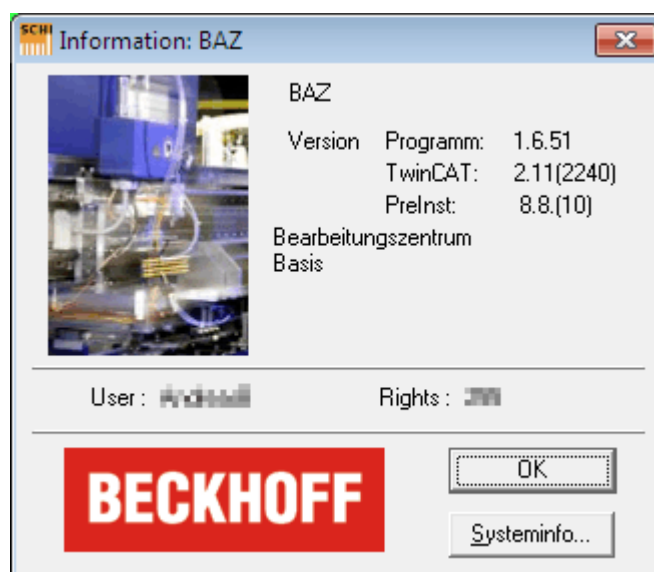 SCHI
Information: BAZ
BAZ
Version Programm: 1.6.51
TwinCAT: 2.11(2240)
PreInst: 8.8.(10)
Bearbeitungszentrum
Basis
User : Rights :
BECKHOFF
OK
Systeminfo...